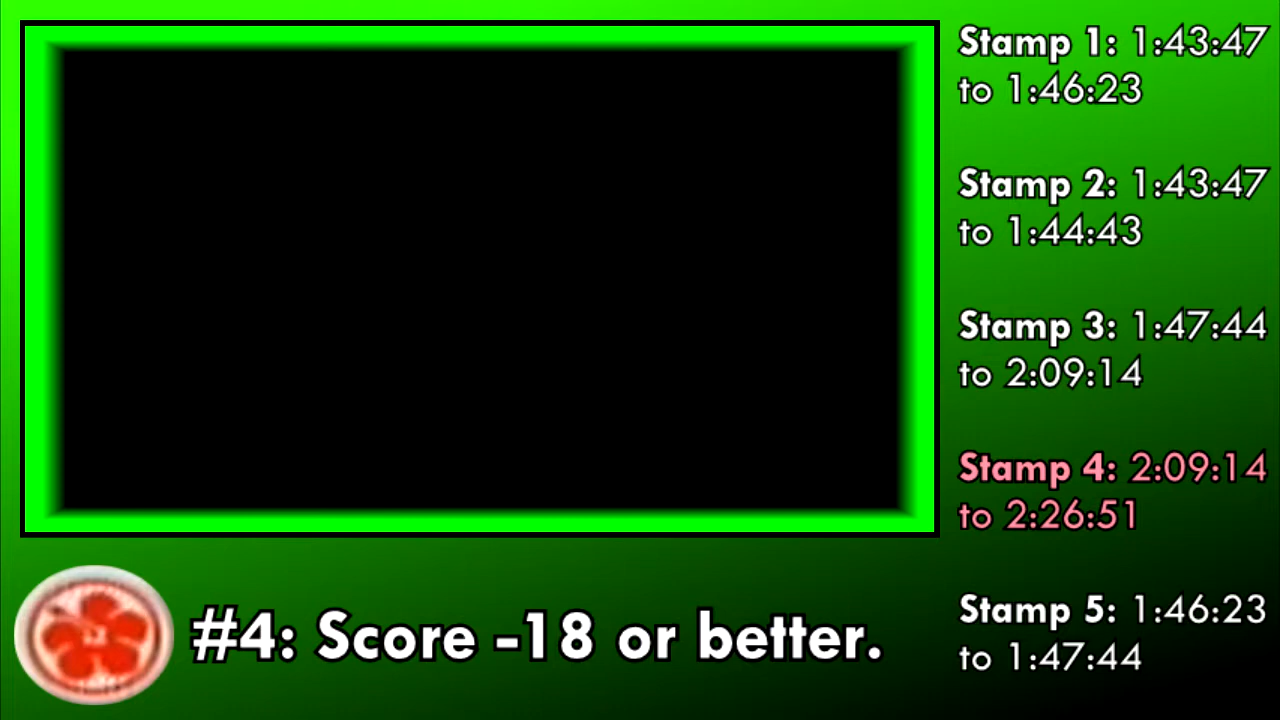 Stamp 1: 1:43:47
to 1:46:23
Stamp 2: 1:43:47
to 1:44:43
Stamp 3: 1:47:44
to 2:09:14
Stamp 4: 2:09:14
to 2:26:51
Stamp 5: 1:46:23
to 1:47:44
#4: Score -18 or better.